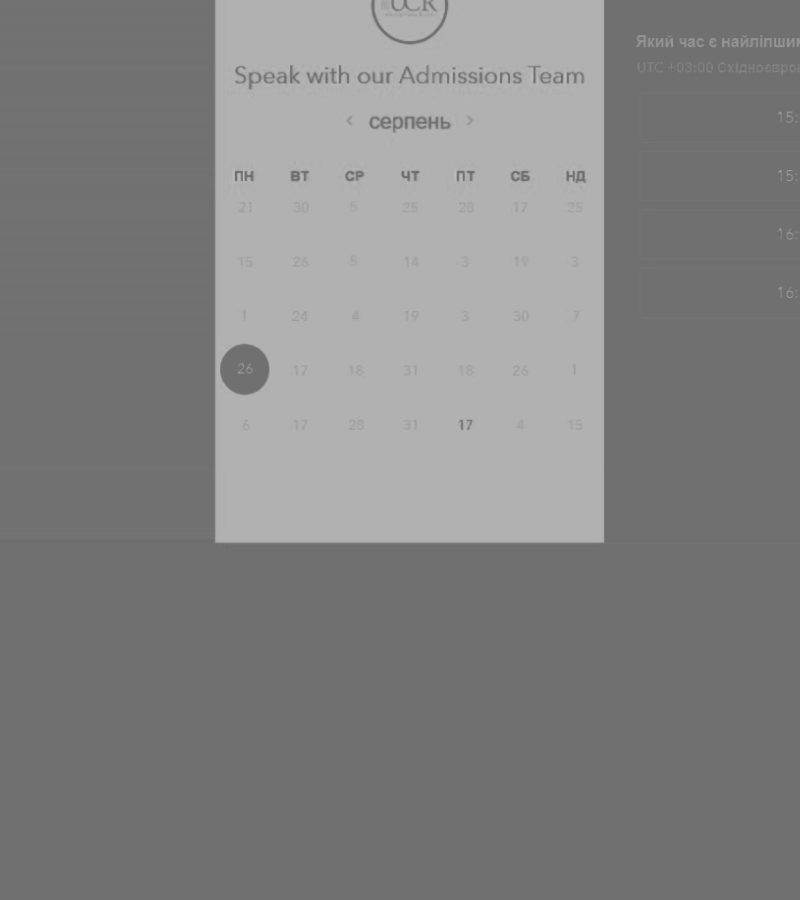 UCR
Speak with our Admissions Team
< серпень >
ПН ВТ СР ЧТ ПТ СБ НД
21 30 5 25 28 17 25
15 26 5 14 3 19 3
1 24 4 19 3 30 7
26 17 18 31 18 26 1
6 17 28 31 17 4 15
Який час є
UTC +03:00
15:
15:
16:
16: